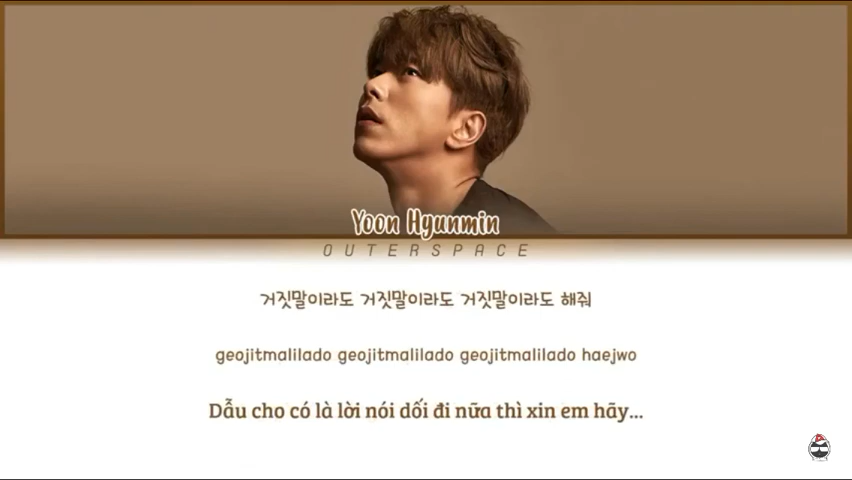 Yoon Hyunmin
OUTERSPACE
거짓말이라도 거짓말이라도 거짓말이라도 해줘
geojitmalilado geojitmalilado geojitmalilado haejwo
Dẫu cho có là lời nói dối đi nữa thì xin em hãy...